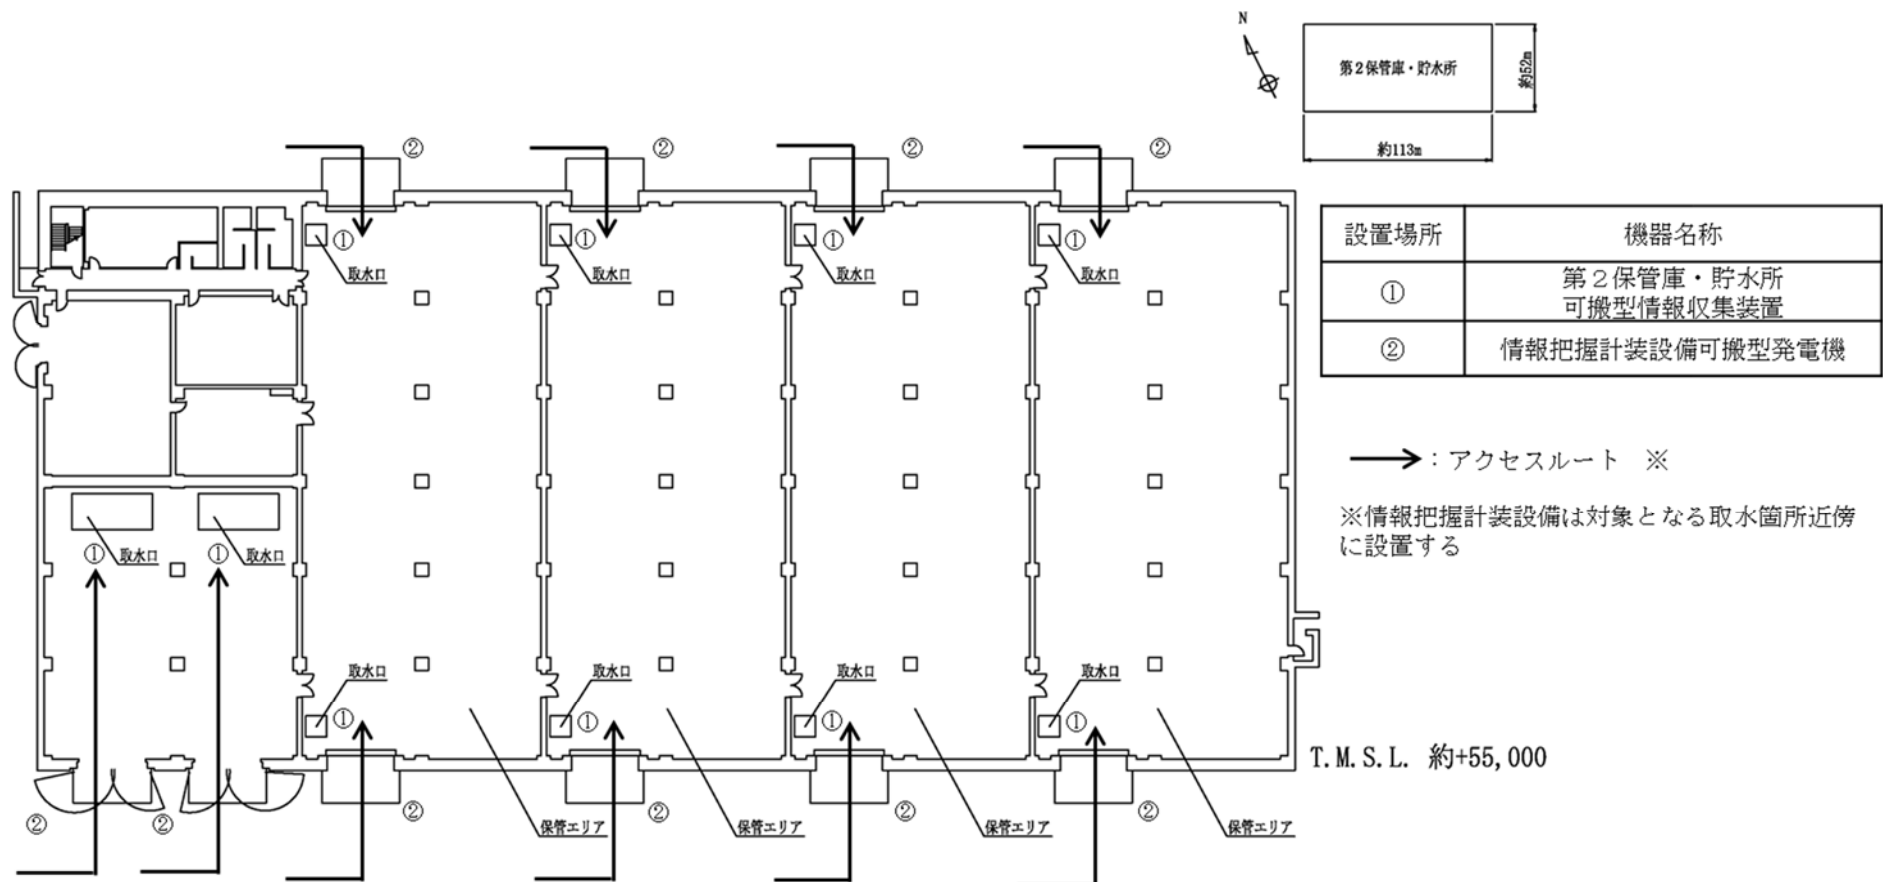 N
第2保管庫・貯水所
約52m
約113m
② ② ② ②
① ① ① ①
取水口 取水口 取水口 取水口
設置場所 機器名称
① 第2保管庫・貯水所
可搬型情報収集装置
② 情報把握計装設備可搬型発電機
:アクセスルート ※
※情報把握計装設備は対象となる取水箇所近傍
に設置する
① 取水口 ① 取水口
取水口 取水口 取水口 取水口
① ① ① ①
T.M.S.L. 約+55,000
② ② ② ② ② ②
保管エリア 保管エリア 保管エリア 保管エリア